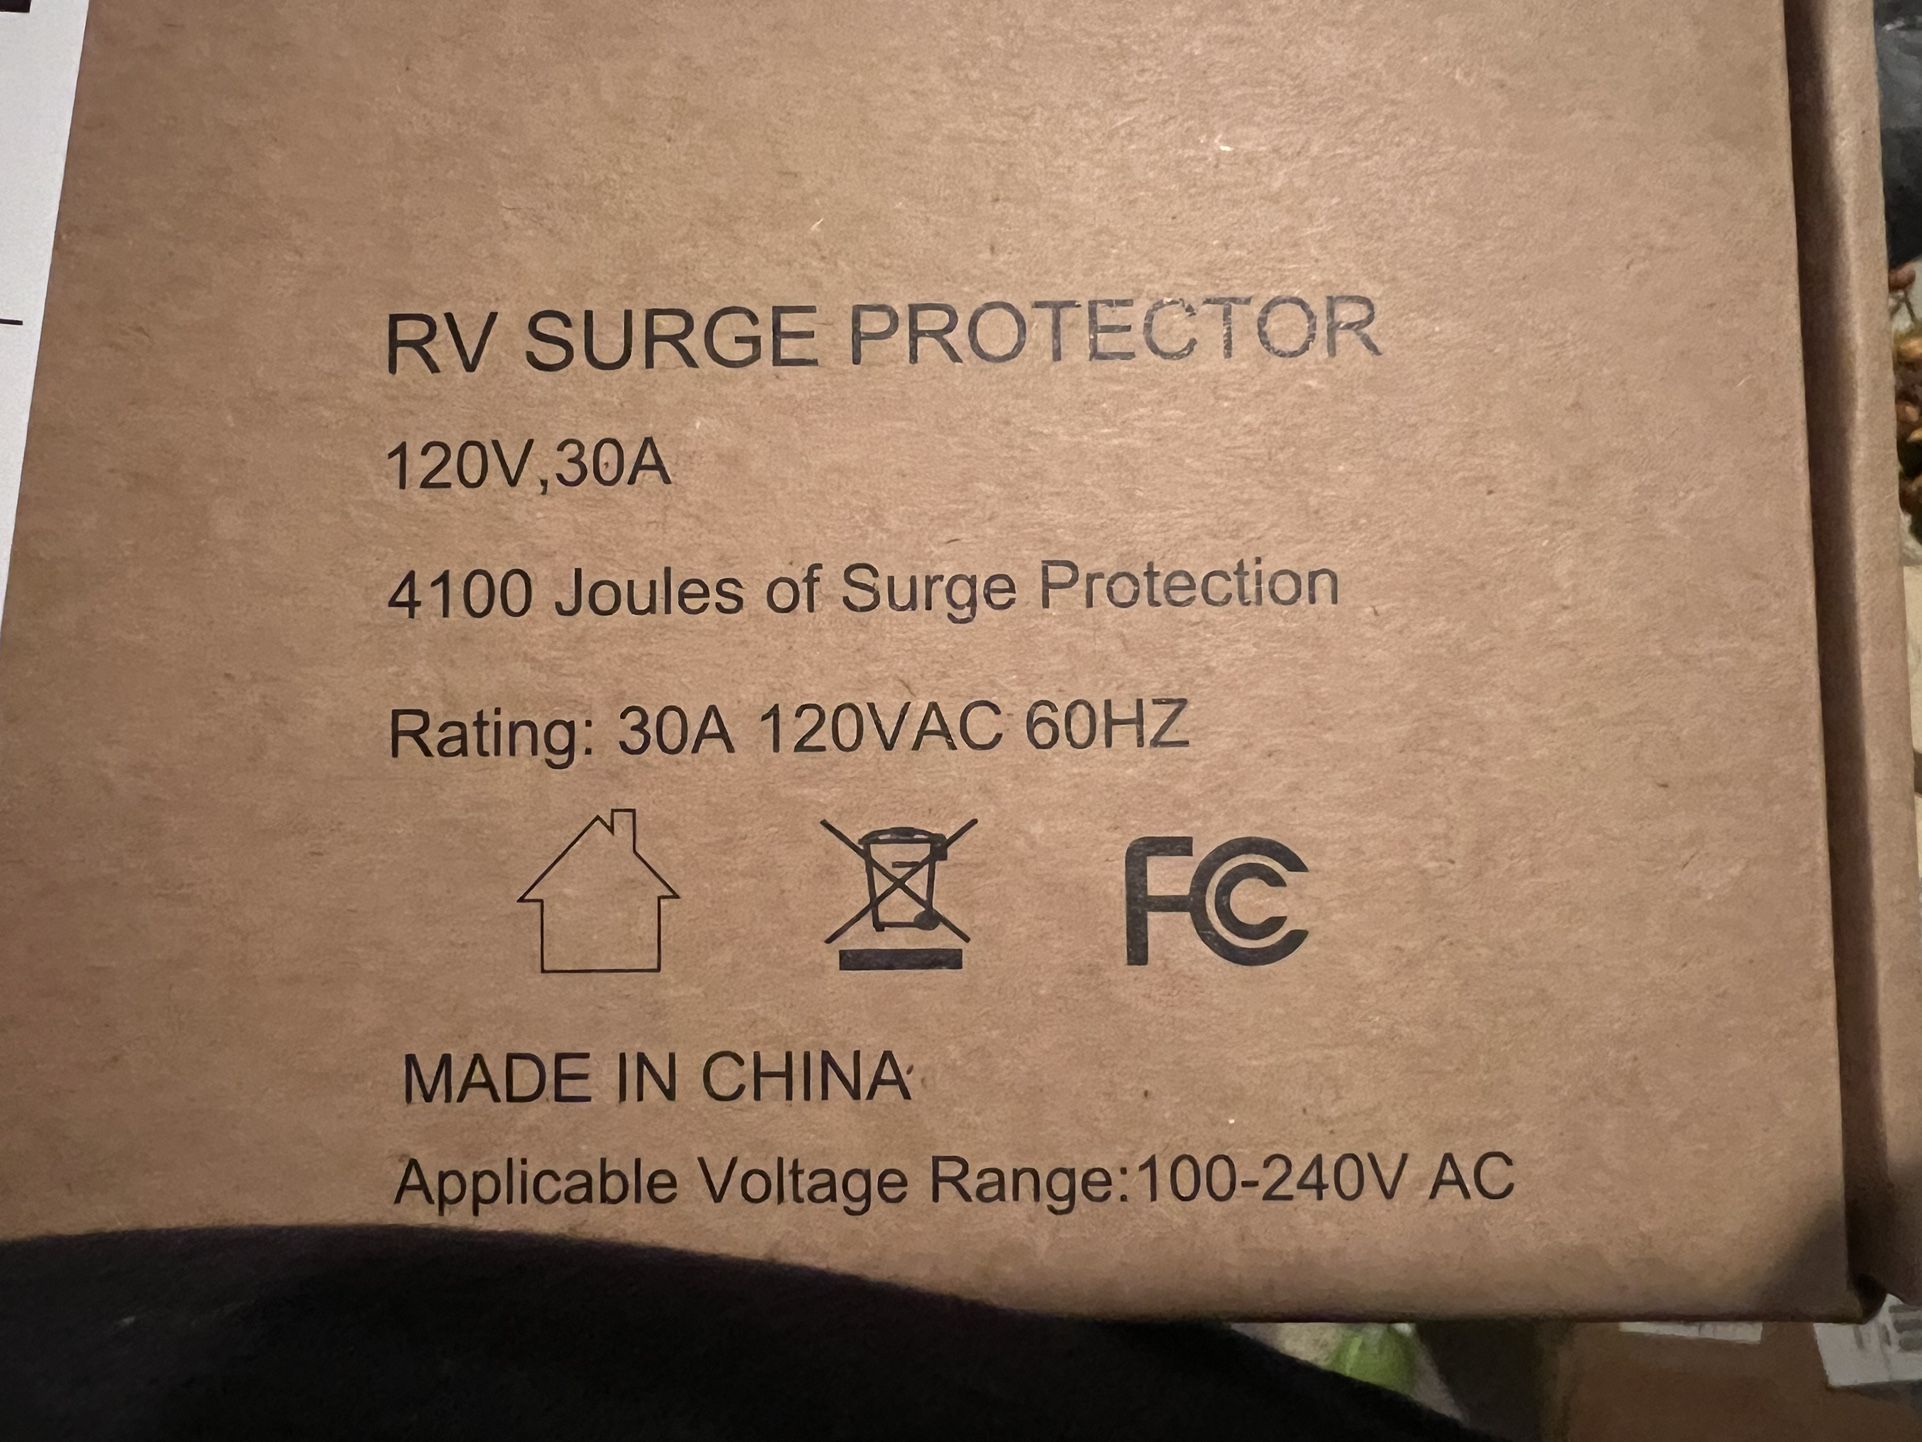 RV SURGE PROTECTOR
120V,30A
4100 Joules of Surge Protection
Rating: 30A 120VAC 60HZ
FC
MADE IN CHINA
Applicable Voltage Range:100-240V AC